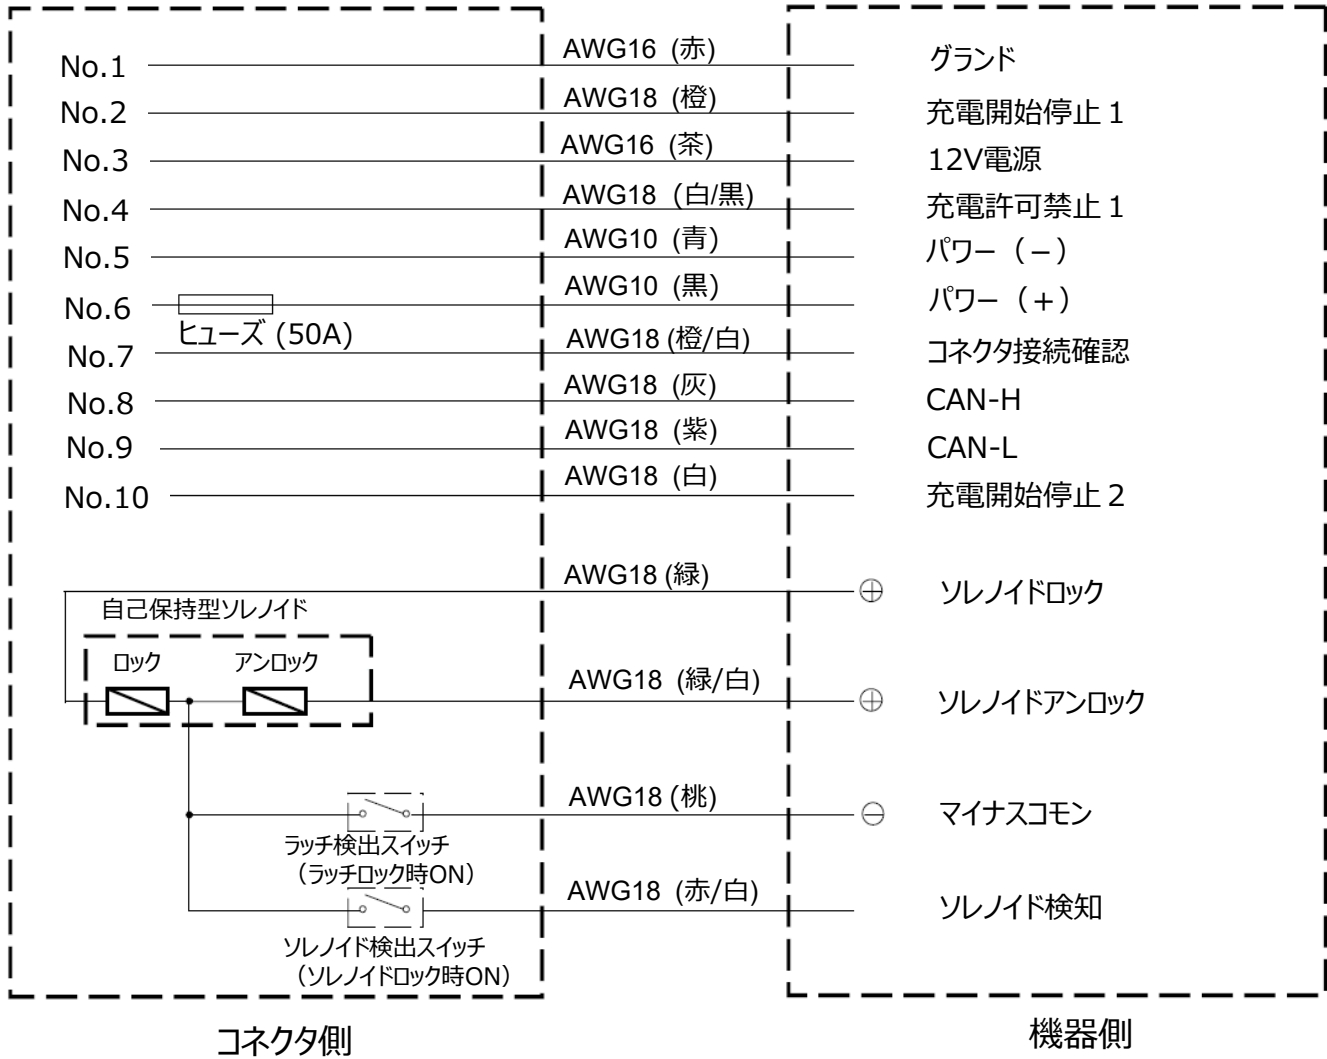 No.1 AWG16 (赤) グランド
No.2 AWG18 (橙) 充電開始停止１
No.3 AWG16 (茶) 12V電源
No.4 AWG18 (白/黒) 充電許可禁止１
No.5 AWG10 (青) パワー（－）
No.6 AWG10 (黒) パワー（＋）
ヒューズ (50A)
No.7 AWG18 (橙/白) コネクタ接続確認
No.8 AWG18 (灰) CAN-H
No.9 AWG18 (紫) CAN-L
No.10 AWG18 (白) 充電開始停止２
AWG18 (緑) ⊕ ソレノイドロック
自己保持型ソレノイド
ロック アンロック
AWG18 (緑/白) ⊕ ソレノイドアンロック
AWG18 (桃) ⊖ マイナスコモン
ラッチ検出スイッチ
（ラッチロック時ON）
AWG18 (赤/白) ソレノイド検知
ソレノイド検出スイッチ
（ソレノイドロック時ON）
コネクタ側 機器側